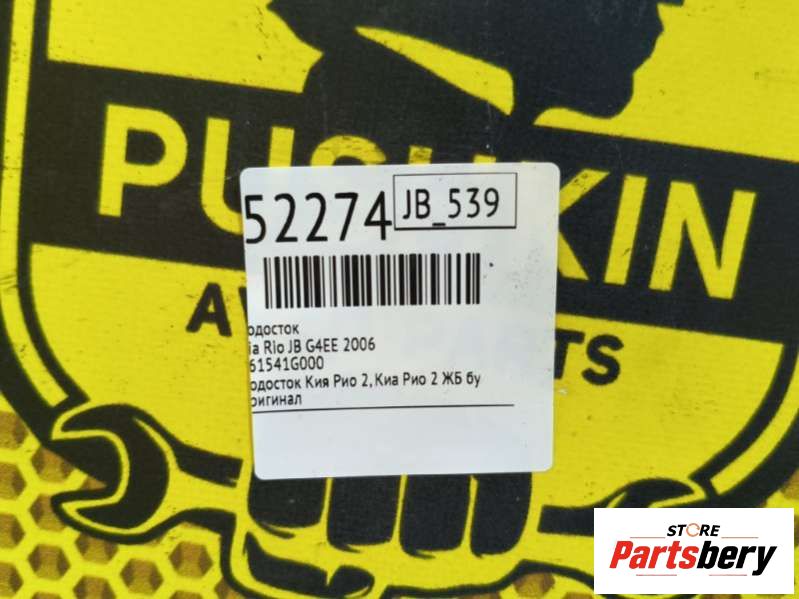 PUSHKIN
52274
JB_539
одосток
ia Rio JB G4EE 2006
61541G000
одосток Кия Рио 2, Киа Рио 2 ЖБ бу
оригинал
STORE
Partsbery